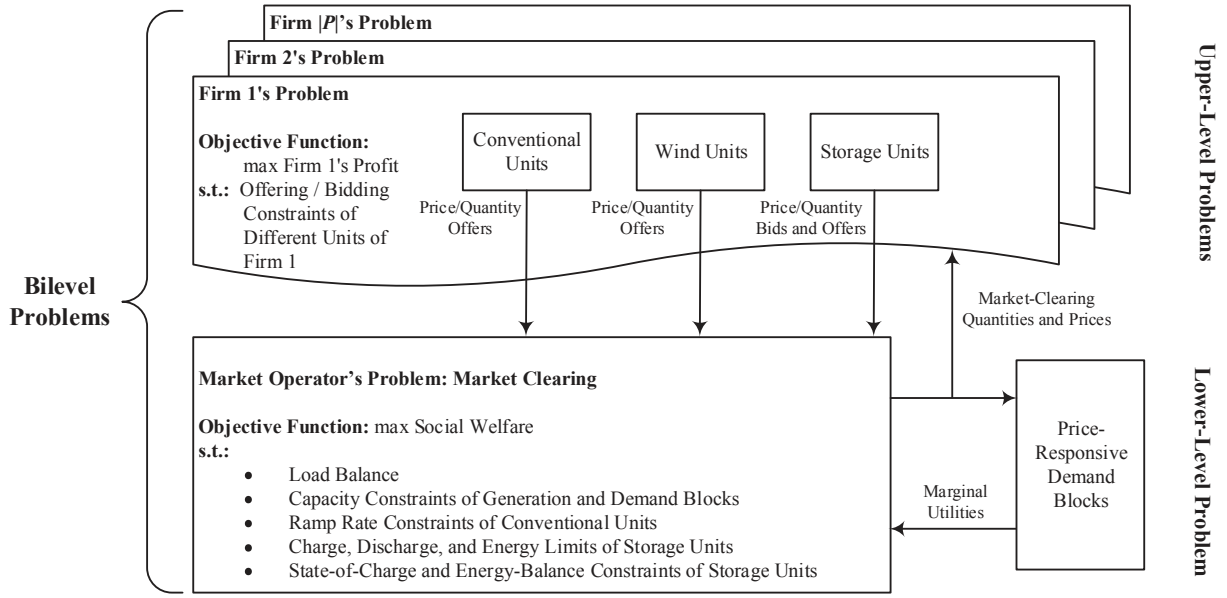 Firm |P|'s Problem
Firm 2's Problem
Firm 1's Problem
Objective Function:
max Firm 1's Profit
s.t.: Offering / Bidding
Constraints of
Different Units of
Firm 1
Conventional
Units
Wind Units
Storage Units
Price/Quantity
Offers
Price/Quantity
Offers
Price/Quantity
Bids and Offers
Upper-Level Problems
Bilevel
Problems
Market-Clearing
Quantities and Prices
Market Operator’s Problem: Market Clearing
Objective Function: max Social Welfare
s.t.:
• Load Balance
• Capacity Constraints of Generation and Demand Blocks
• Ramp Rate Constraints of Conventional Units
• Charge, Discharge, and Energy Limits of Storage Units
• State-of-Charge and Energy-Balance Constraints of Storage Units
Marginal
Utilities
Price-
Responsive
Demand
Blocks
Lower-Level Problem